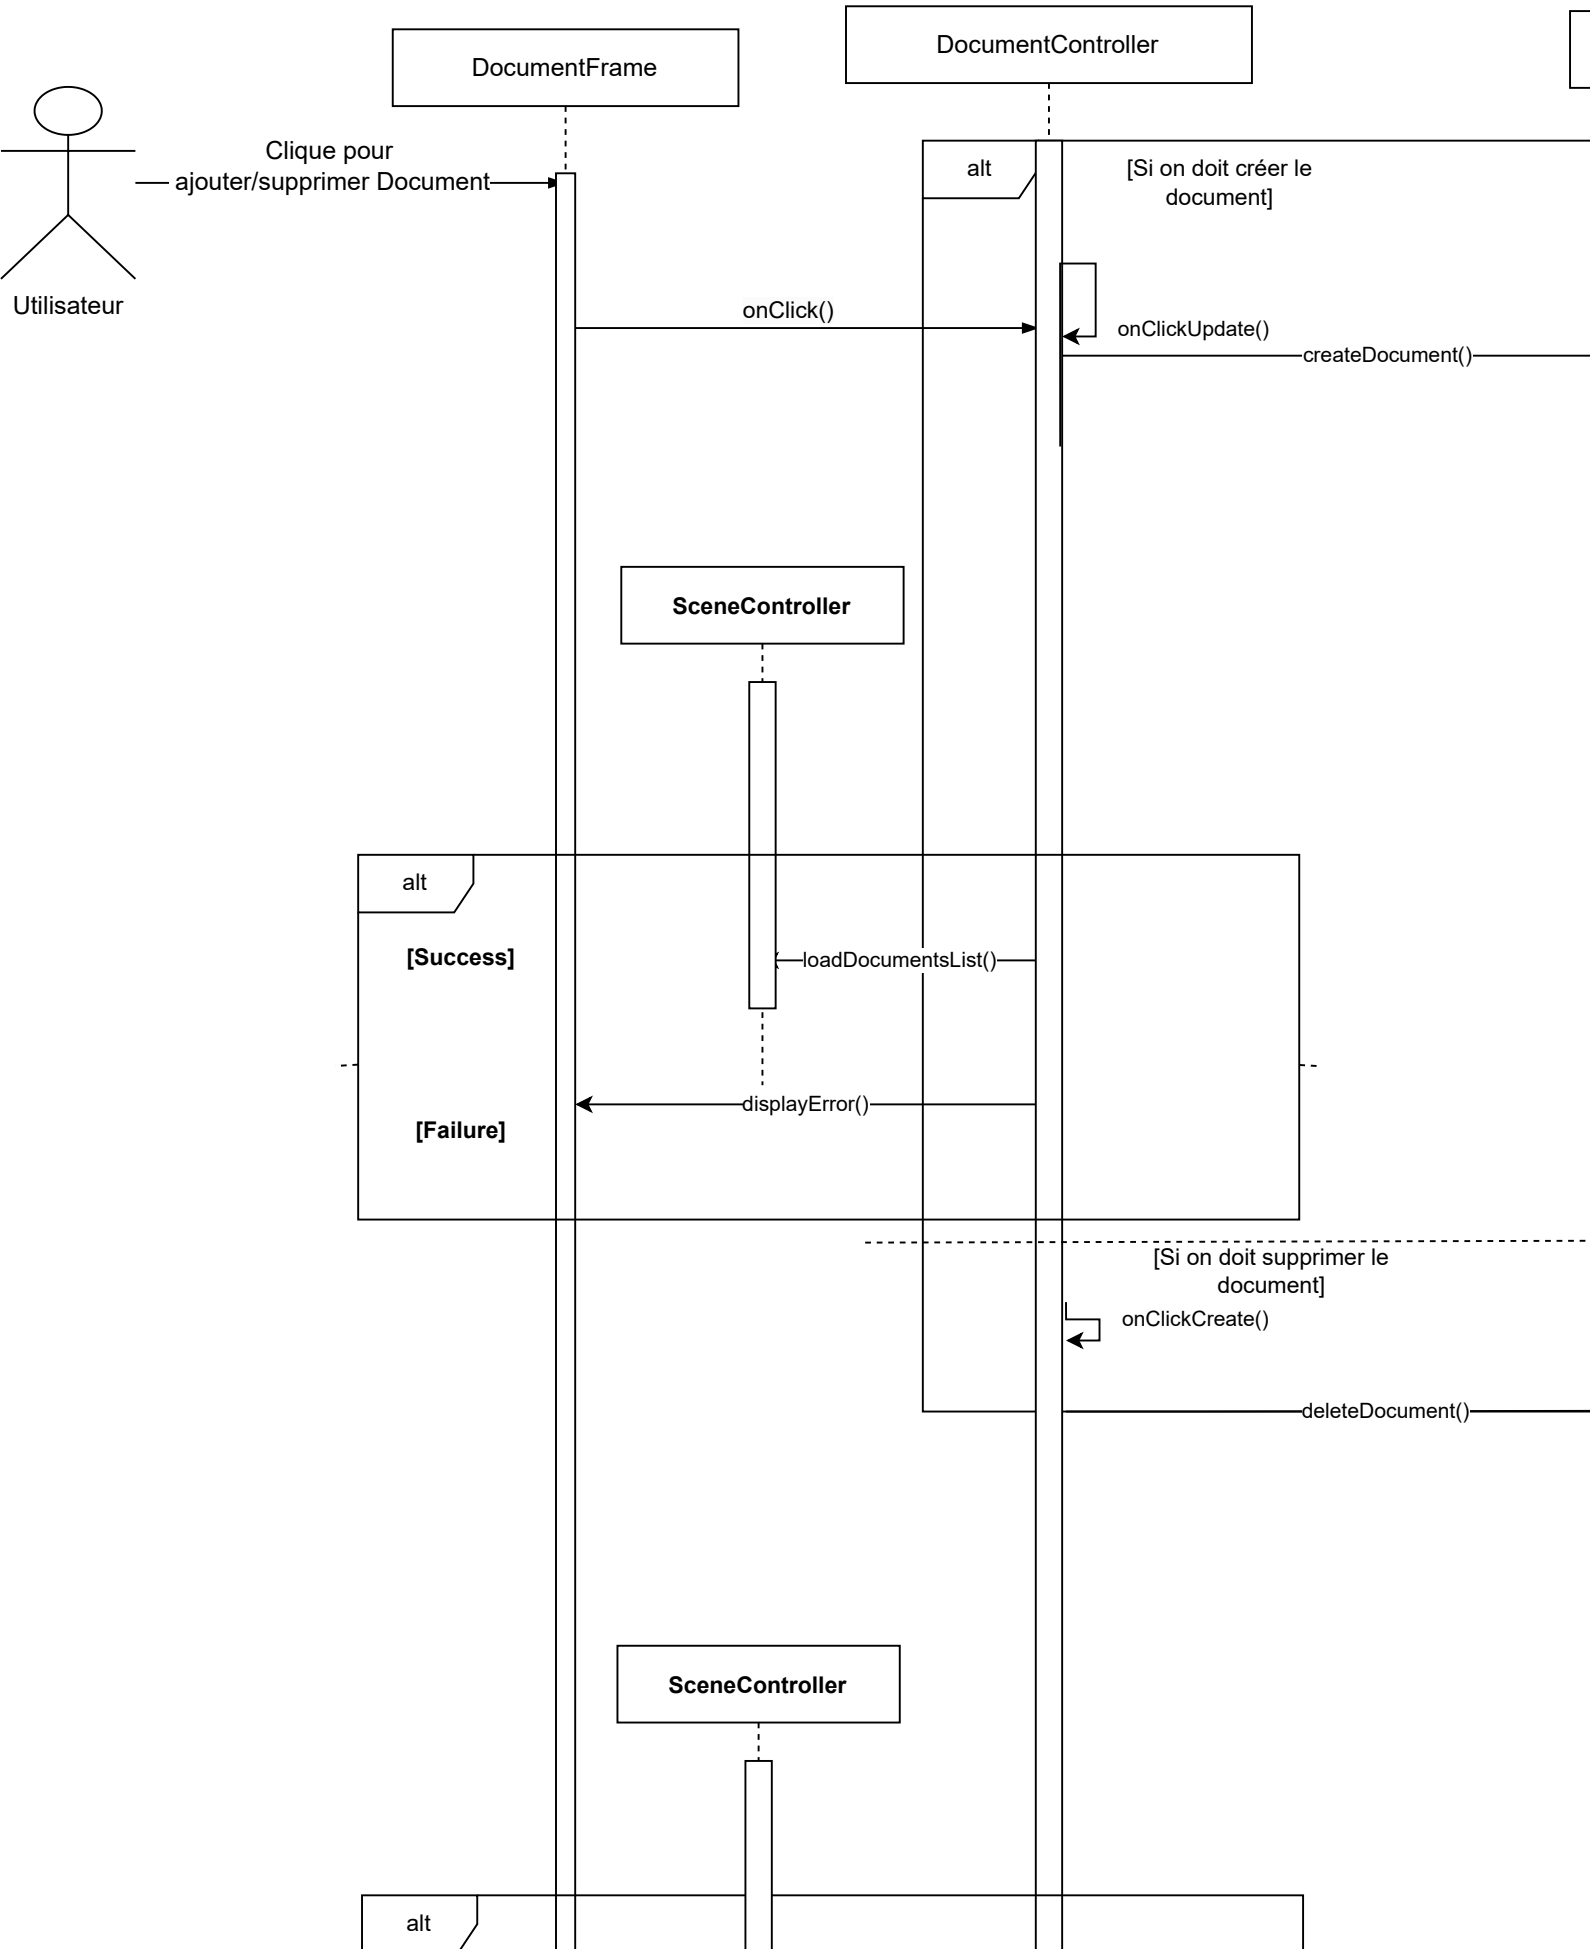 DocumentController
DocumentFrame
Clique pour
ajouter/supprimer Document
Utilisateur
alt
[Si on doit créer le
document]
onClick()
onClickUpdate()
createDocument()
SceneController
alt
[Success]
loadDocumentsList()
displayError()
[Failure]
[Si on doit supprimer le
document]
onClickCreate()
deleteDocument()
SceneController
alt